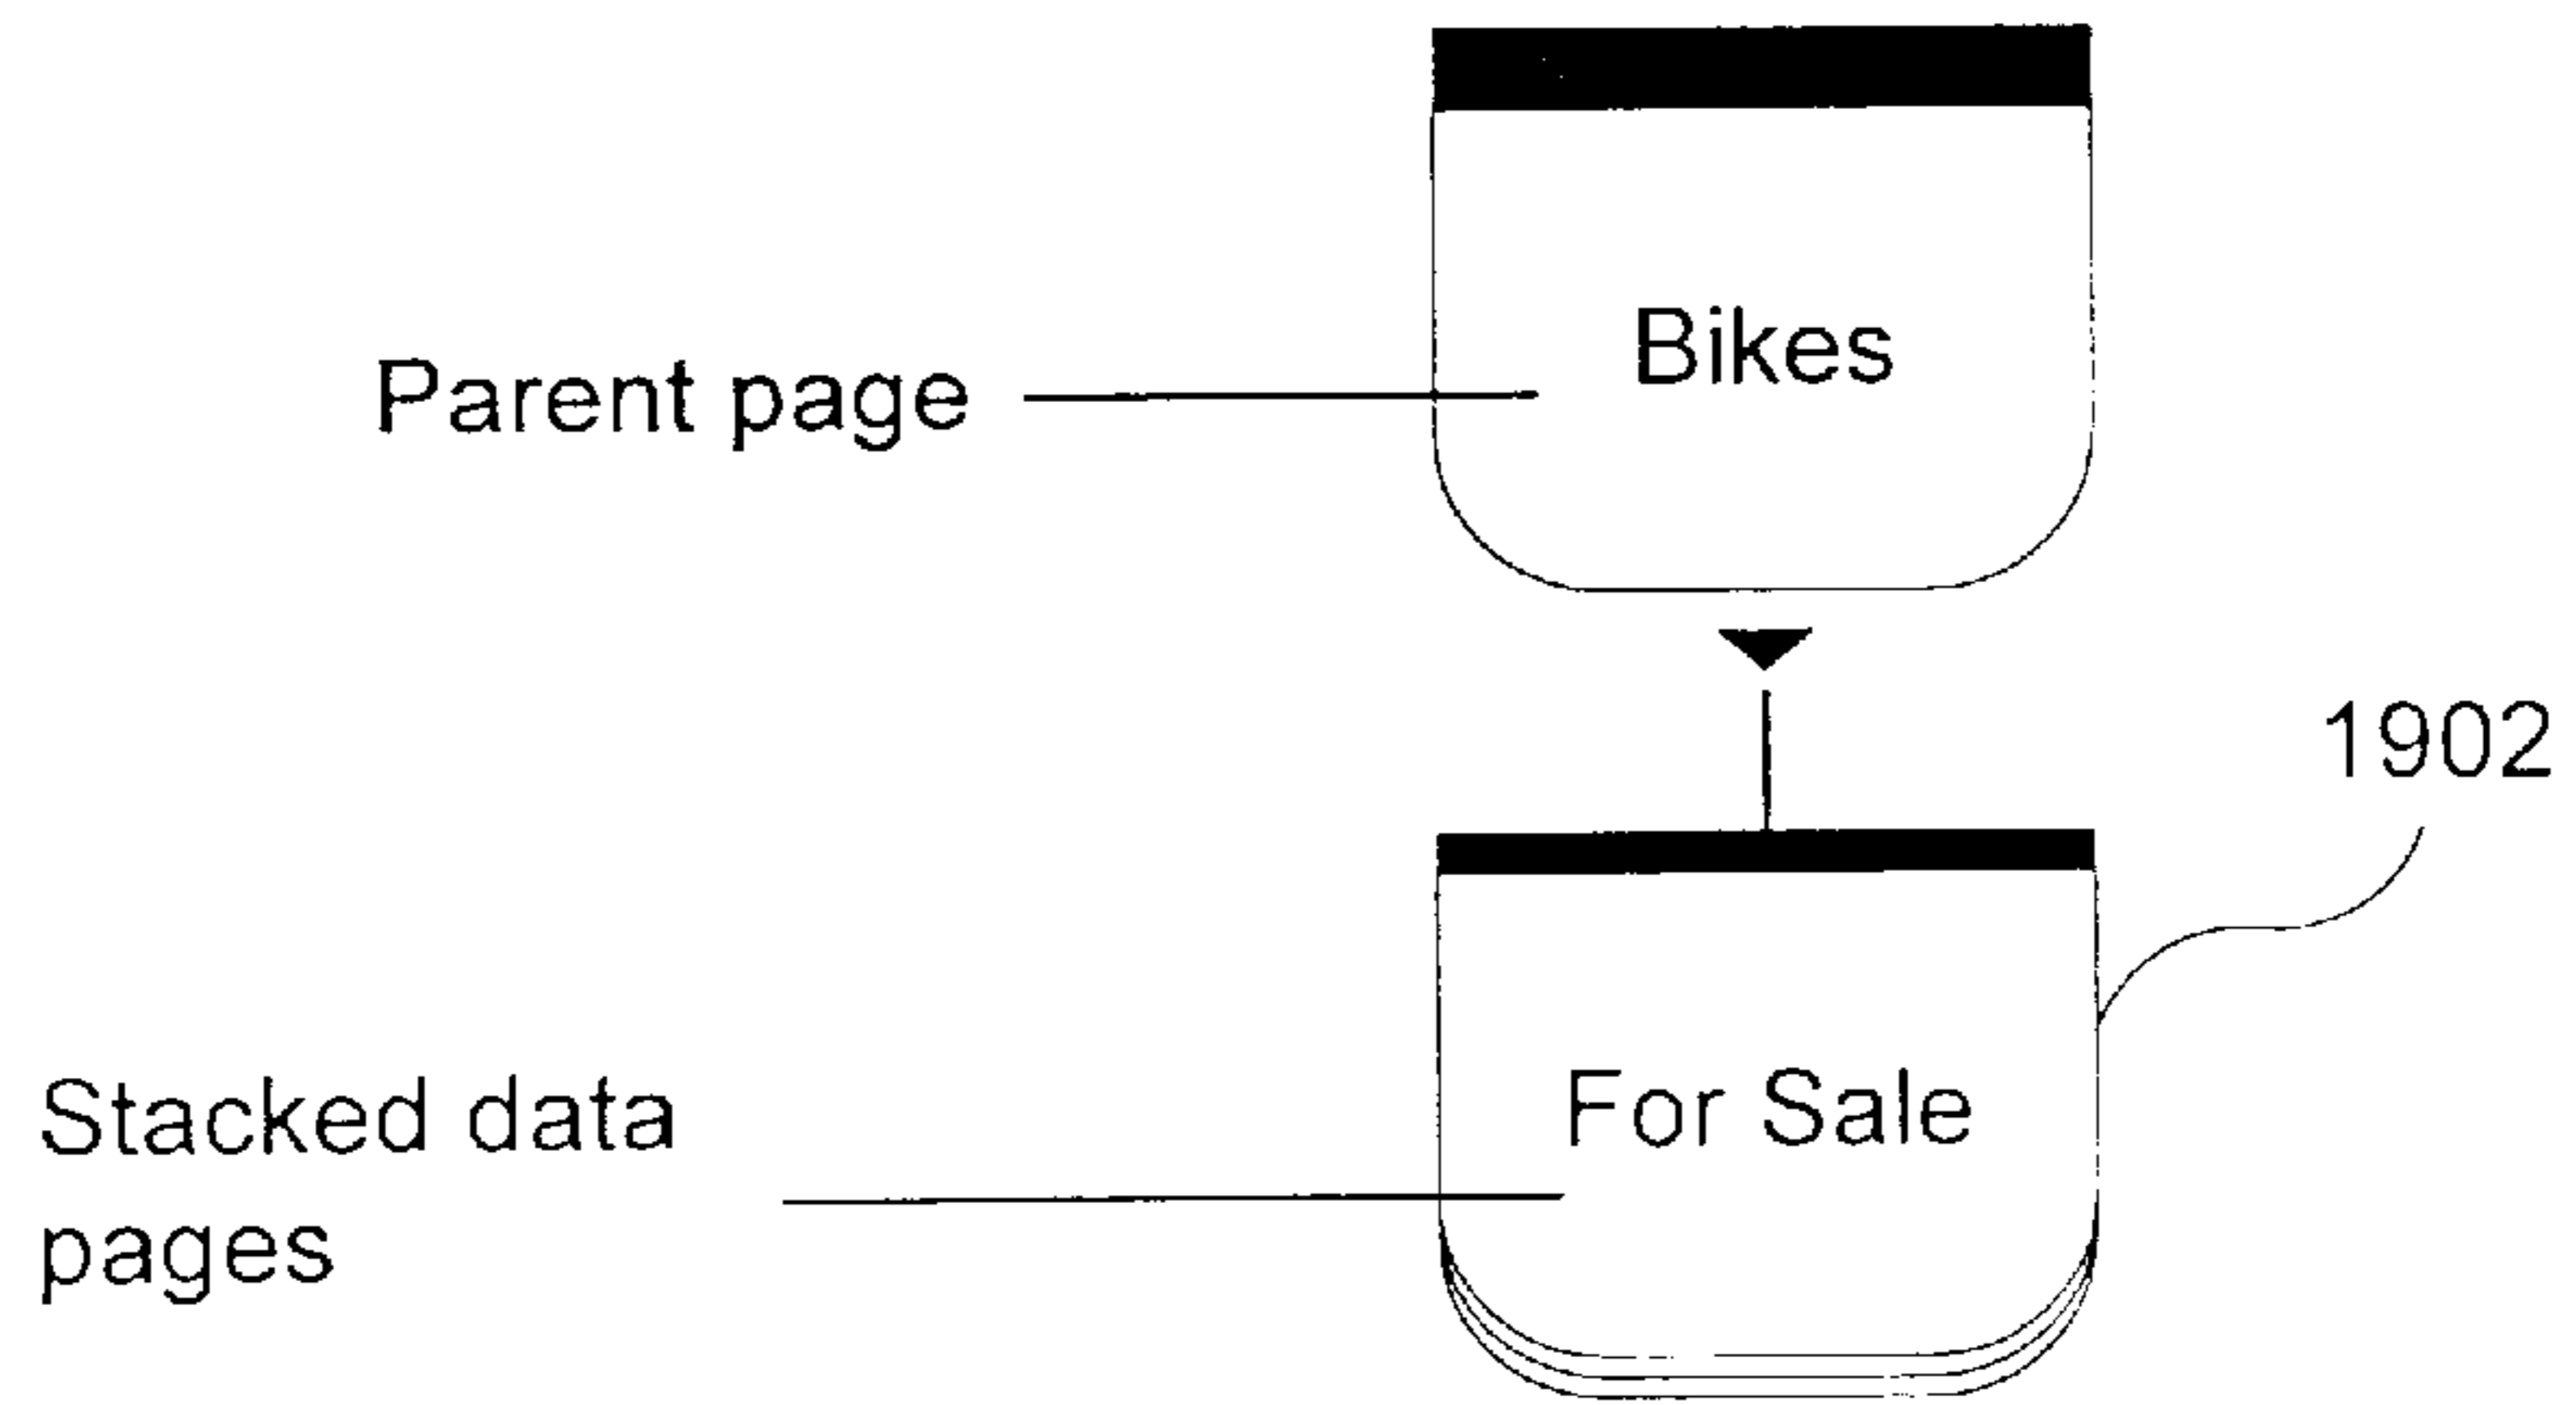 Bikes
Parent page
1902
For Sale
Stacked data
pages